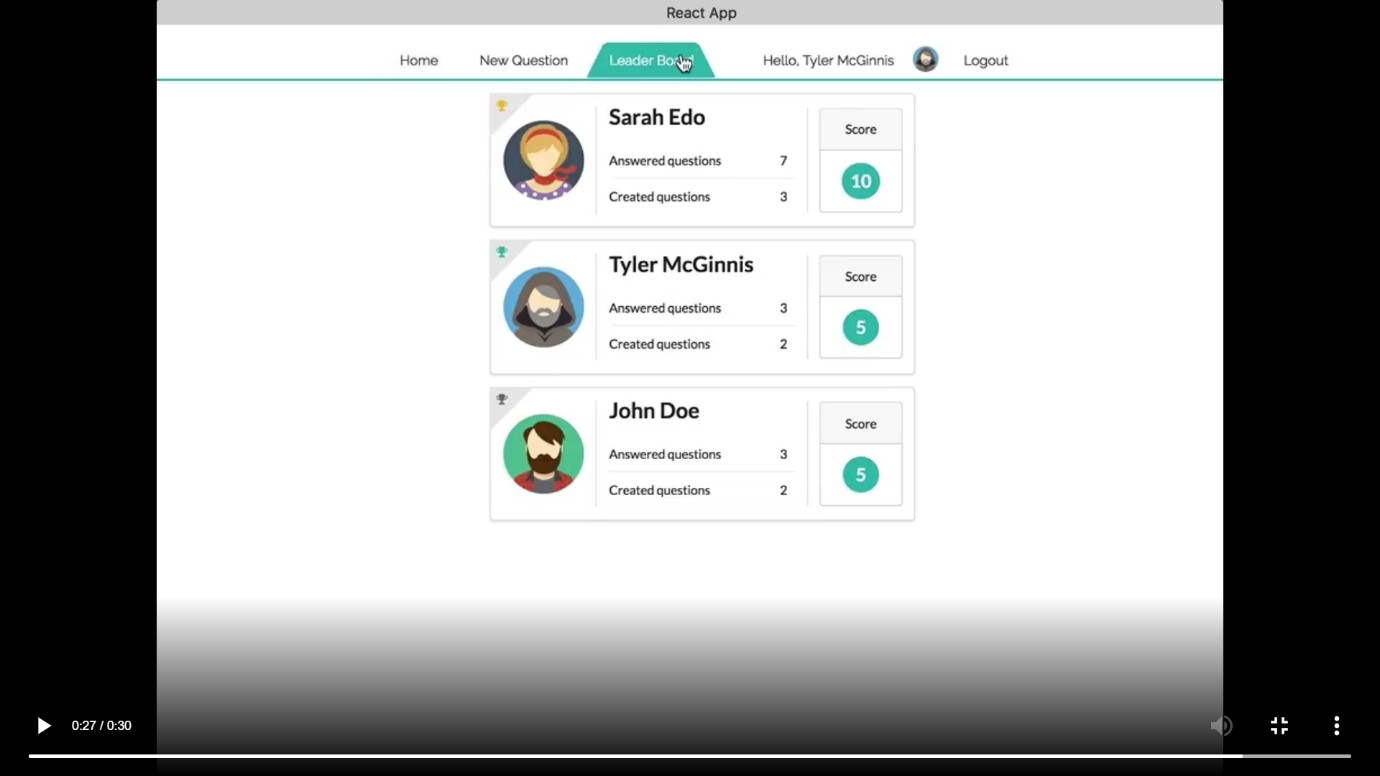 React App
Home New Question Leader Board Hello, Tyler McGinnis Logout
Sarah Edo
Answered questions 7
Created questions 3
Score
10
Tyler McGinnis
Answered questions 3
Created questions 2
Score
5
John Doe
Answered questions 3
Created questions 2
Score
5
0:27 / 0:30